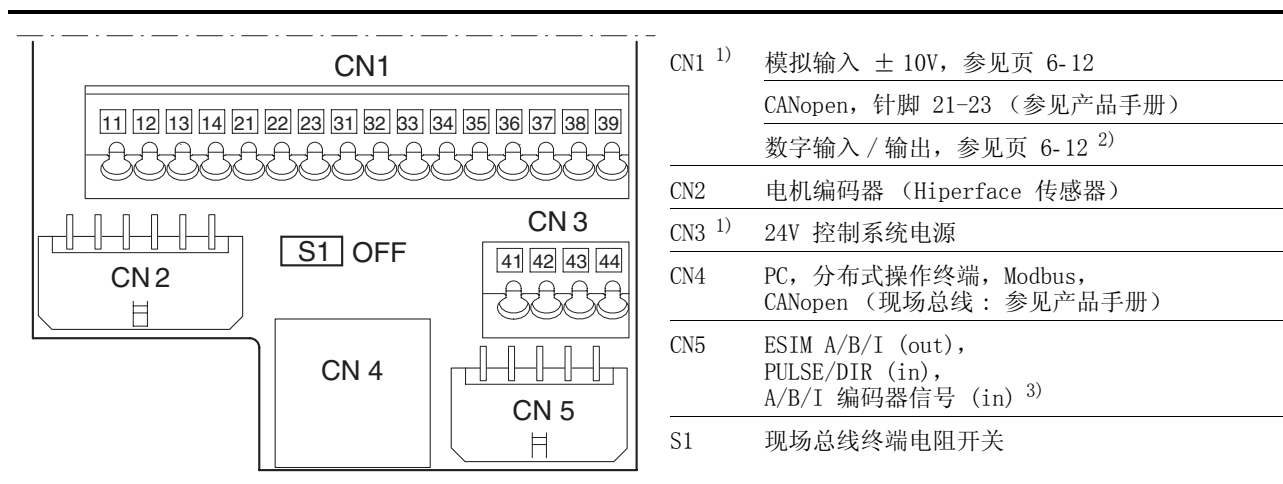 CN1
11 12 13 14 21 22 23 31 32 33 34 35 36 37 38 39
CN 2
S1 OFF
CN 3
41 42 43 44
CN 4
CN 5
CN1 1) 模拟输入 ± 10V，参见页 6-12
CANopen，针脚 21-23 （参见产品手册）
数字输入 / 输出，参见页 6-12 2)
CN2 电机编码器 （Hiperface 传感器）
CN3 1) 24V 控制系统电源
CN4 PC，分布式操作终端，Modbus，
CANopen （现场总线 : 参见产品手册）
CN5 ESIM A/B/I (out)，
PULSE/DIR (in)，
A/B/I 编码器信号 (in) 3)
S1 现场总线终端电阻开关